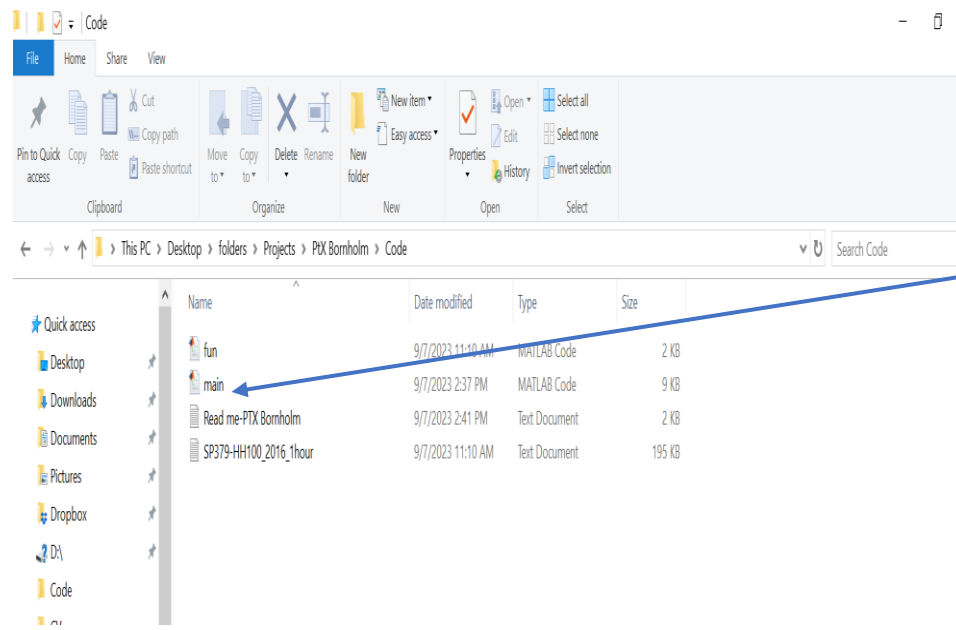 Code
File Home Share View
Pin to Quick access
Copy
Paste
Cut
Copy path
Paste shortcut
Move to
Copy to
Delete
Rename
New folder
New item
Easy access
Properties
Open
Edit
History
Select all
Select none
Invert selection
Clipboard Organize New Open Select
This PC > Desktop > folders > Projects > PtX Bornholm > Code
Search Code
Name Date modified Type Size
fun 9/7/2023 11:10 AM MATLAB Code 2 KB
main 9/7/2023 2:37 PM MATLAB Code 9 KB
Read me-PTX Bornholm 9/7/2023 2:41 PM Text Document 2 KB
SP379-HH100_2016_1hour 9/7/2023 11:10 AM Text Document 195 KB
Quick access
Desktop
Downloads
Documents
Pictures
Dropbox
D:\
Code